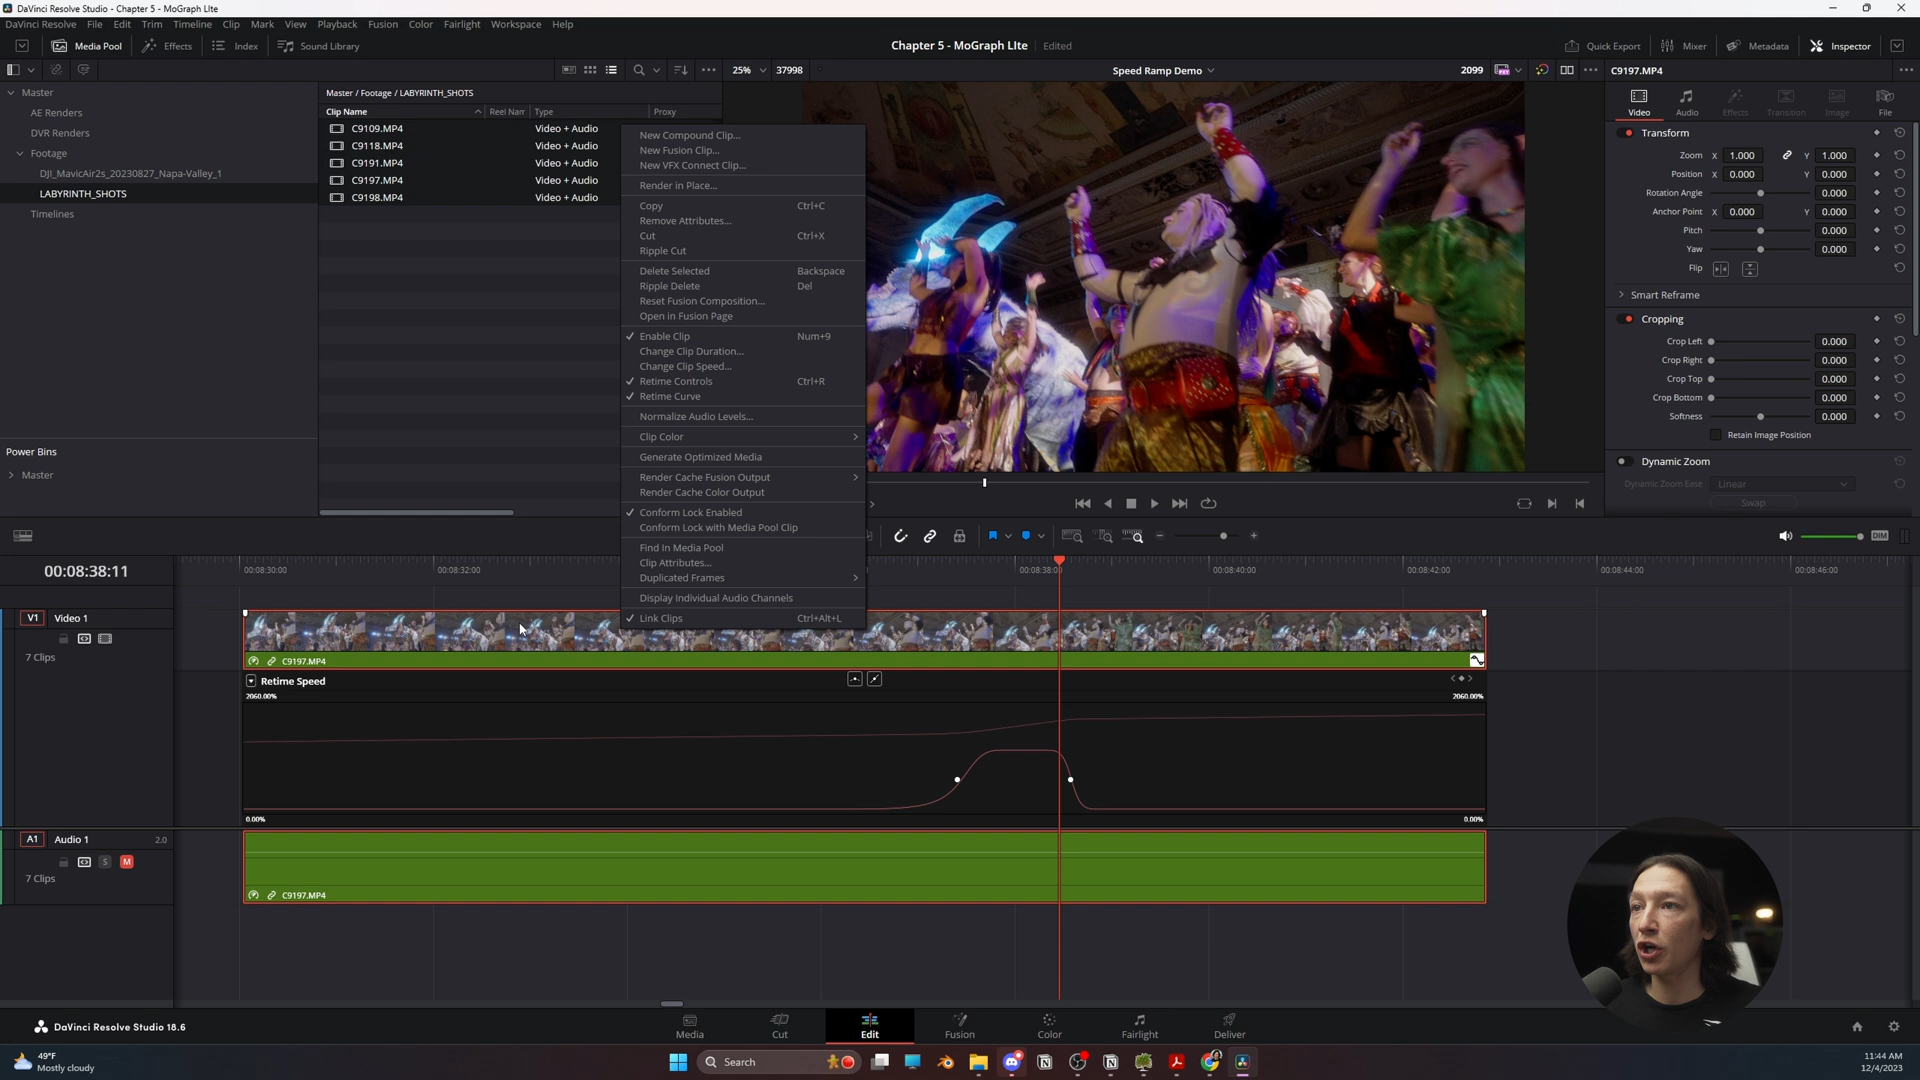 DaVinci Resolve Studio - Chapter 5 - MoGraph LIte
DaVinci Resolve File Edit Trim Timeline Clip Mark View Playback Fusion Color Fairlight Workspace Help
Media Pool Effects Index Sound Library Chapter 5 - MoGraph LIte Edited Quick Export Mixer Metadata Inspector
25% 37998 Speed Ramp Demo 2099 C9197.MP4
Master
AE Renders
DVR Renders
Footage
DJI_MavicAir2s_20230827_Napa-Valley_1
LABYRINTH_SHOTS
Timelines
Power Bins
Master
Master / Footage / LABYRINTH_SHOTS
Clip Name Reel Narr Type Proxy
C9109.MP4 Video + Audio
C9118.MP4 Video + Audio
C9191.MP4 Video + Audio
C9197.MP4 Video + Audio
C9198.MP4 Video + Audio
New Compound Clip...
New Fusion Clip...
New VFX Connect Clip...
Render in Place...
Copy Ctrl+C
Remove Attributes...
Cut Ctrl+X
Ripple Cut
Delete Selected Backspace
Ripple Delete Del
Reset Fusion Composition...
Open in Fusion Page
Enable Clip Num+9
Change Clip Duration...
Change Clip Speed...
Retime Controls Ctrl+R
Retime Curve
Normalize Audio Levels...
Clip Color
Generate Optimized Media
Render Cache Fusion Output
Render Cache Color Output
Conform Lock Enabled
Conform Lock with Media Pool Clip
Find In Media Pool
Clip Attributes...
Duplicated Frames
Display Individual Audio Channels
Link Clips Ctrl+Alt+L
Video Audio Effects Transition Image File
Transform
Zoom X 1.000 Y 1.000
Position X 0.000 Y 0.000
Rotation Angle 0.000
Anchor Point X 0.000 Y 0.000
Pitch 0.000
Yaw 0.000
Flip
Smart Reframe
Cropping
Crop Left 0.000
Crop Right 0.000
Crop Top 0.000
Crop Bottom 0.000
Softness 0.000
Retain Image Position
Dynamic Zoom
Dynamic Zoom Ease Linear
Swap
DIM
00:08:38:11 00:08:30:00 00:08:32:00 00:08:38:00 00:08:40:00 00:08:42:00 00:08:44:00 00:08:46:00
V1 Video 1
7 Clips
C9197.MP4
Retime Speed
2060.00% 2060.00%
0.00% 0.00%
A1 Audio 1 2.0
S M
7 Clips
C9197.MP4
DaVinci Resolve Studio 18.6
Media Cut Edit Fusion Color Fairlight Deliver
49°F
Mostly cloudy
Search
11:44 AM
12/4/2023